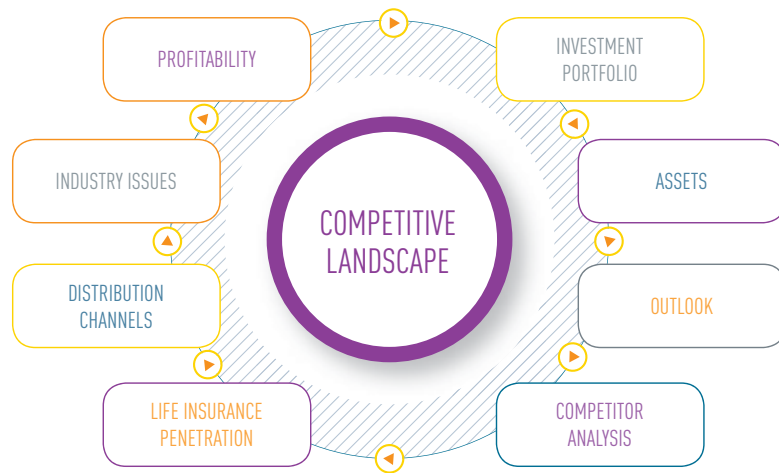 PROFITABILITY
INVESTMENT
PORTFOLIO
INDUSTRY ISSUES
ASSETS
COMPETITIVE
LANDSCAPE
DISTRIBUTION
CHANNELS
OUTLOOK
LIFE INSURANCE
PENETRATION
COMPETITOR
ANALYSIS